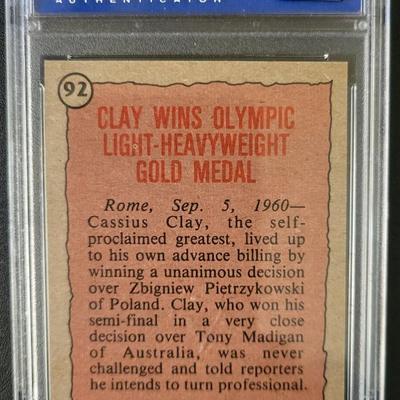 AUTHENTICATOR
92
CLAY WINS OLYMPIC
LIGHT-HEAVYWEIGHT
GOLD MEDAL
Rome, Sep. 5, 1960—
Cassius Clay, the self-
proclaimed greatest, lived up
to his own advance billing by
winning a unanimous decision
over Zbigniew Pietrzykowski
of Poland. Clay, who won his
semi-final in a very close
decision over Tony Madigan
of Australia, was never
challenged and told reporters
he intends to turn professional.